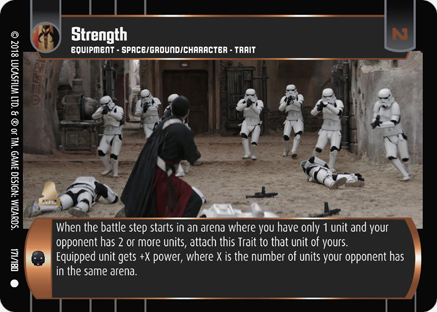 Strength
EQUIPMENT - SPACE/GROUND/CHARACTER - TRAIT
When the battle step starts in an arena where you have only 1 unit and your
opponent has 2 or more units, attach this Trait to that unit of yours.
Equipped unit gets +X power, where X is the number of units your opponent has
in the same arena.
© 2018 LUCASFILM LTD. & ® or TM. GAME DESIGN: WIZARDS.